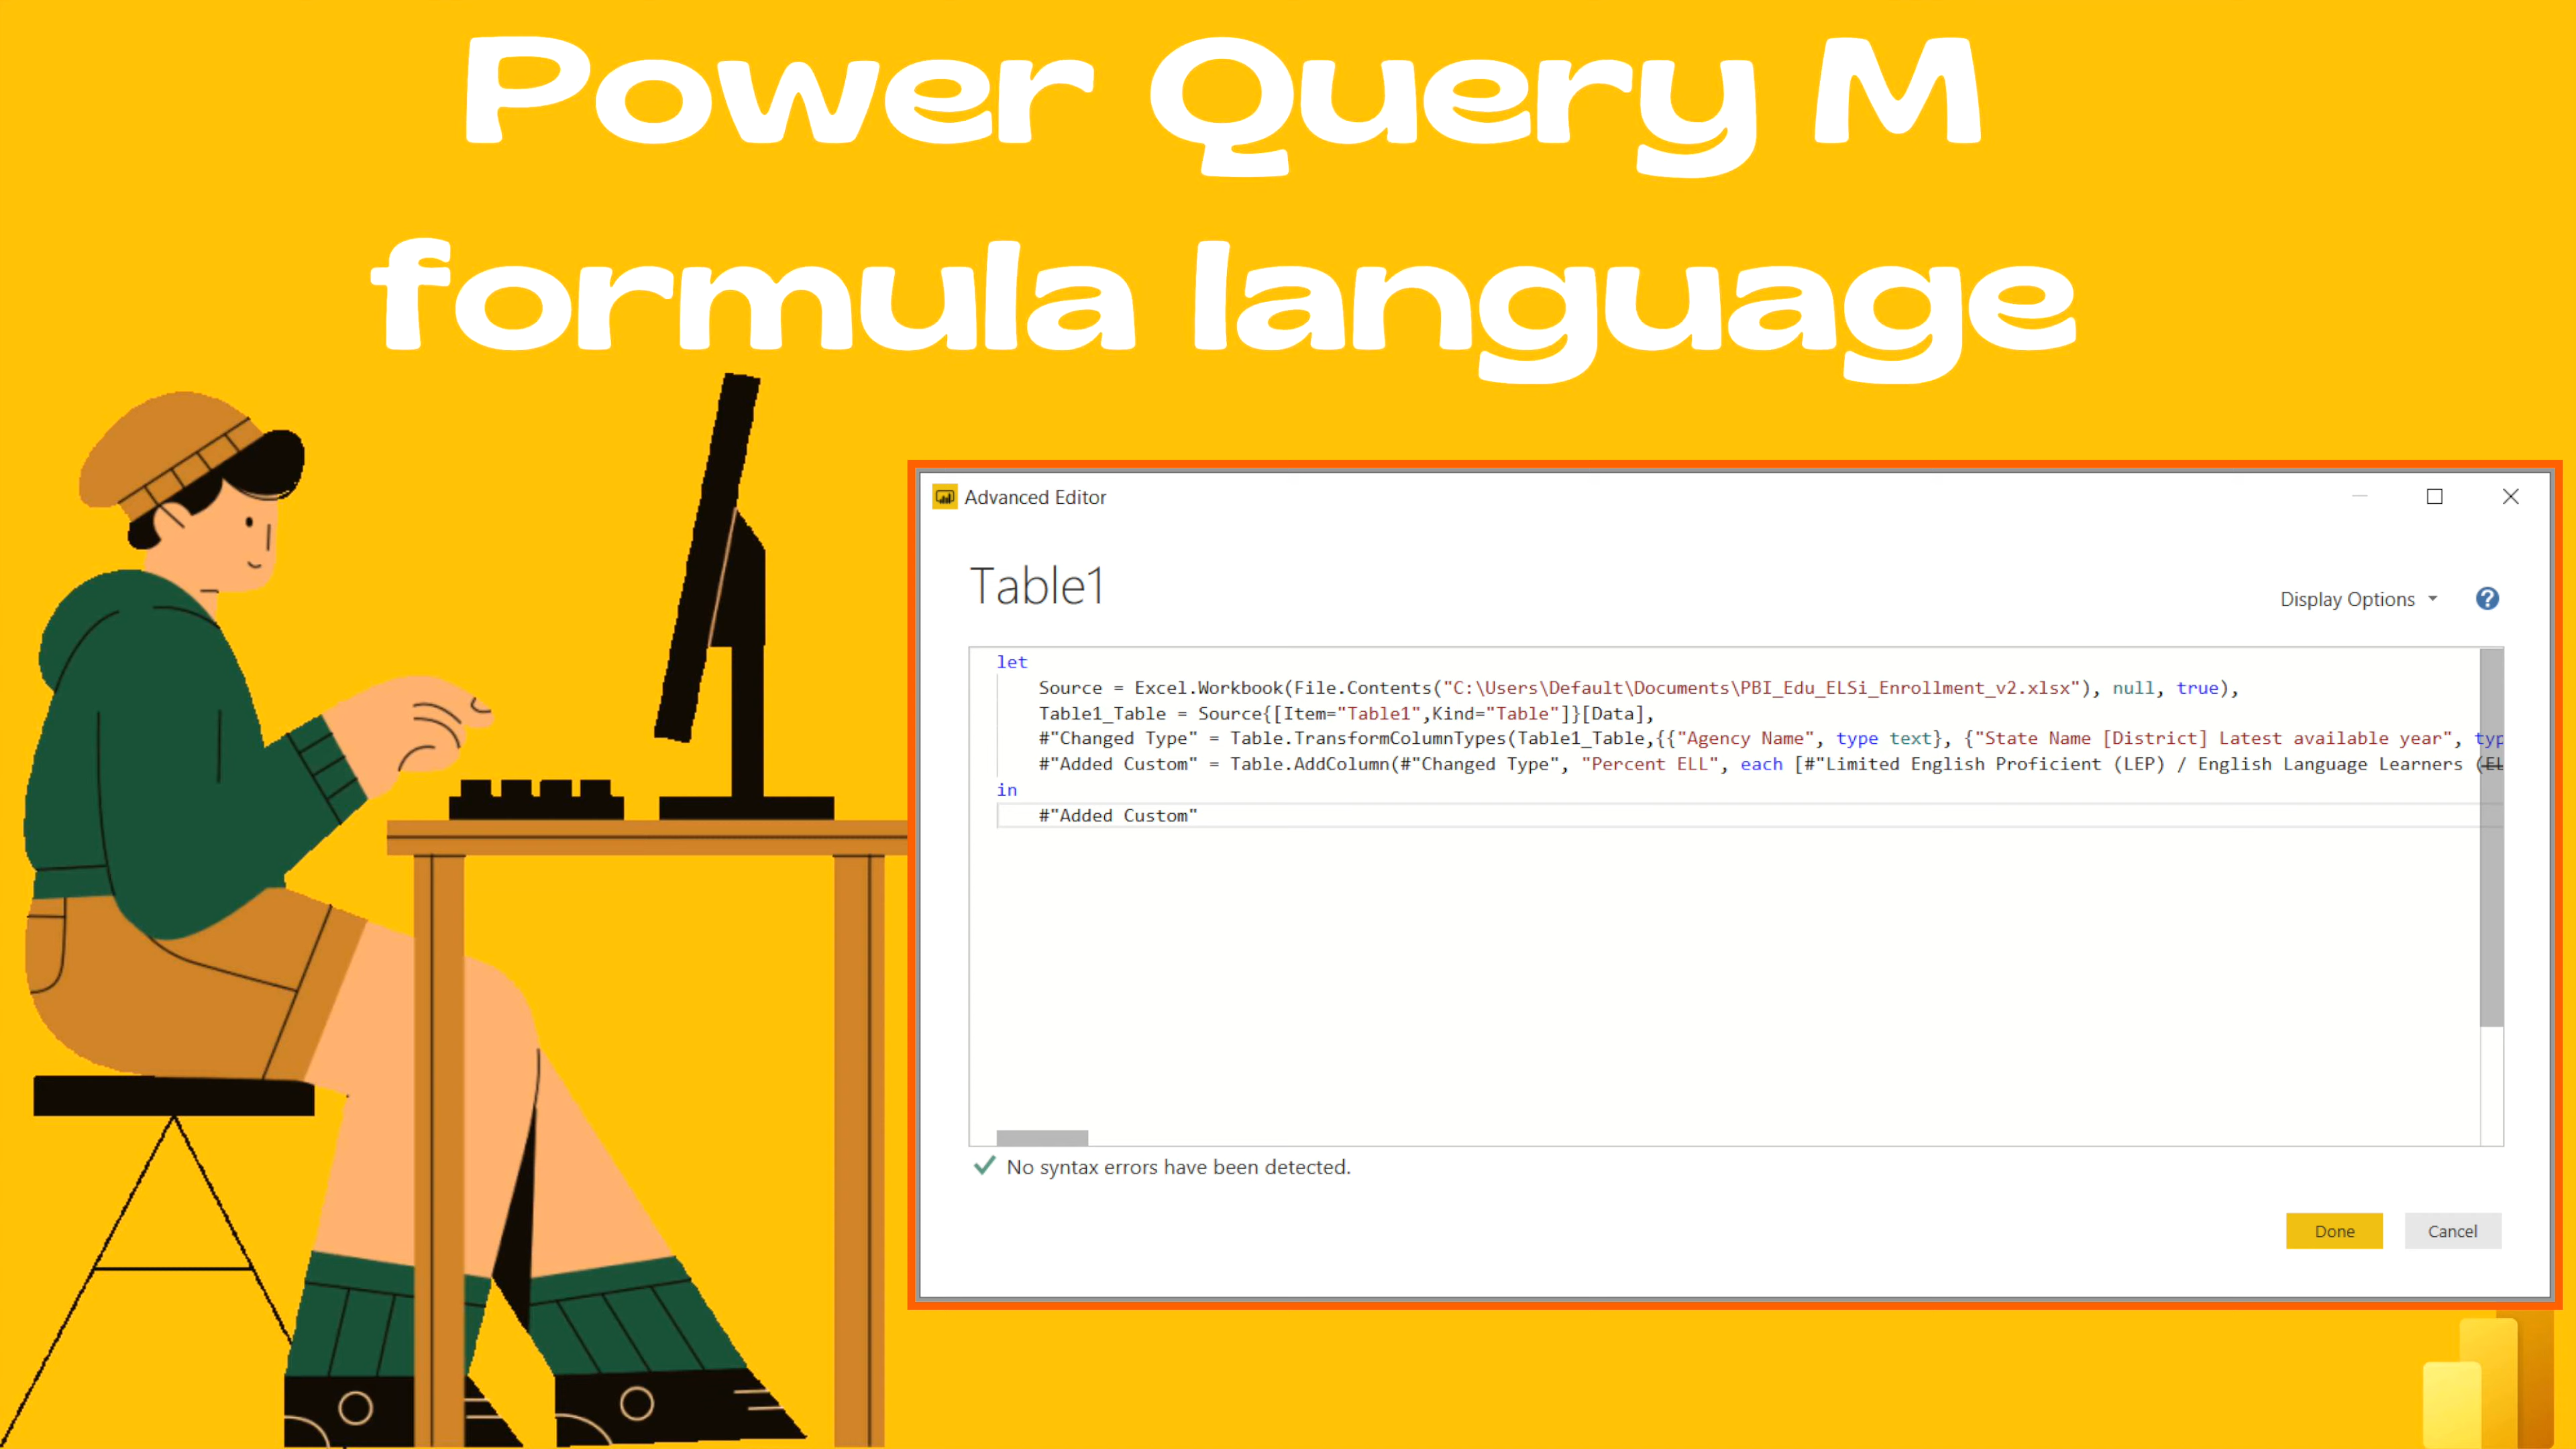 Power Query M
formula language
Advanced Editor
Table1
Display Options
let
Source = Excel.Workbook(File.Contents("C:\Users\Default\Documents\PBI_Edu_ELSi_Enrollment_v2.xlsx"), null, true),
Table1_Table = Source{[Item="Table1",Kind="Table"]}[Data],
#"Changed Type" = Table.TransformColumnTypes(Table1_Table,{{"Agency Name", type text}, {"State Name [District] Latest available year", typ
#"Added Custom" = Table.AddColumn(#"Changed Type", "Percent ELL", each [#"Limited English Proficient (LEP) / English Language Learners (EL
in
#"Added Custom"
No syntax errors have been detected.
Done
Cancel